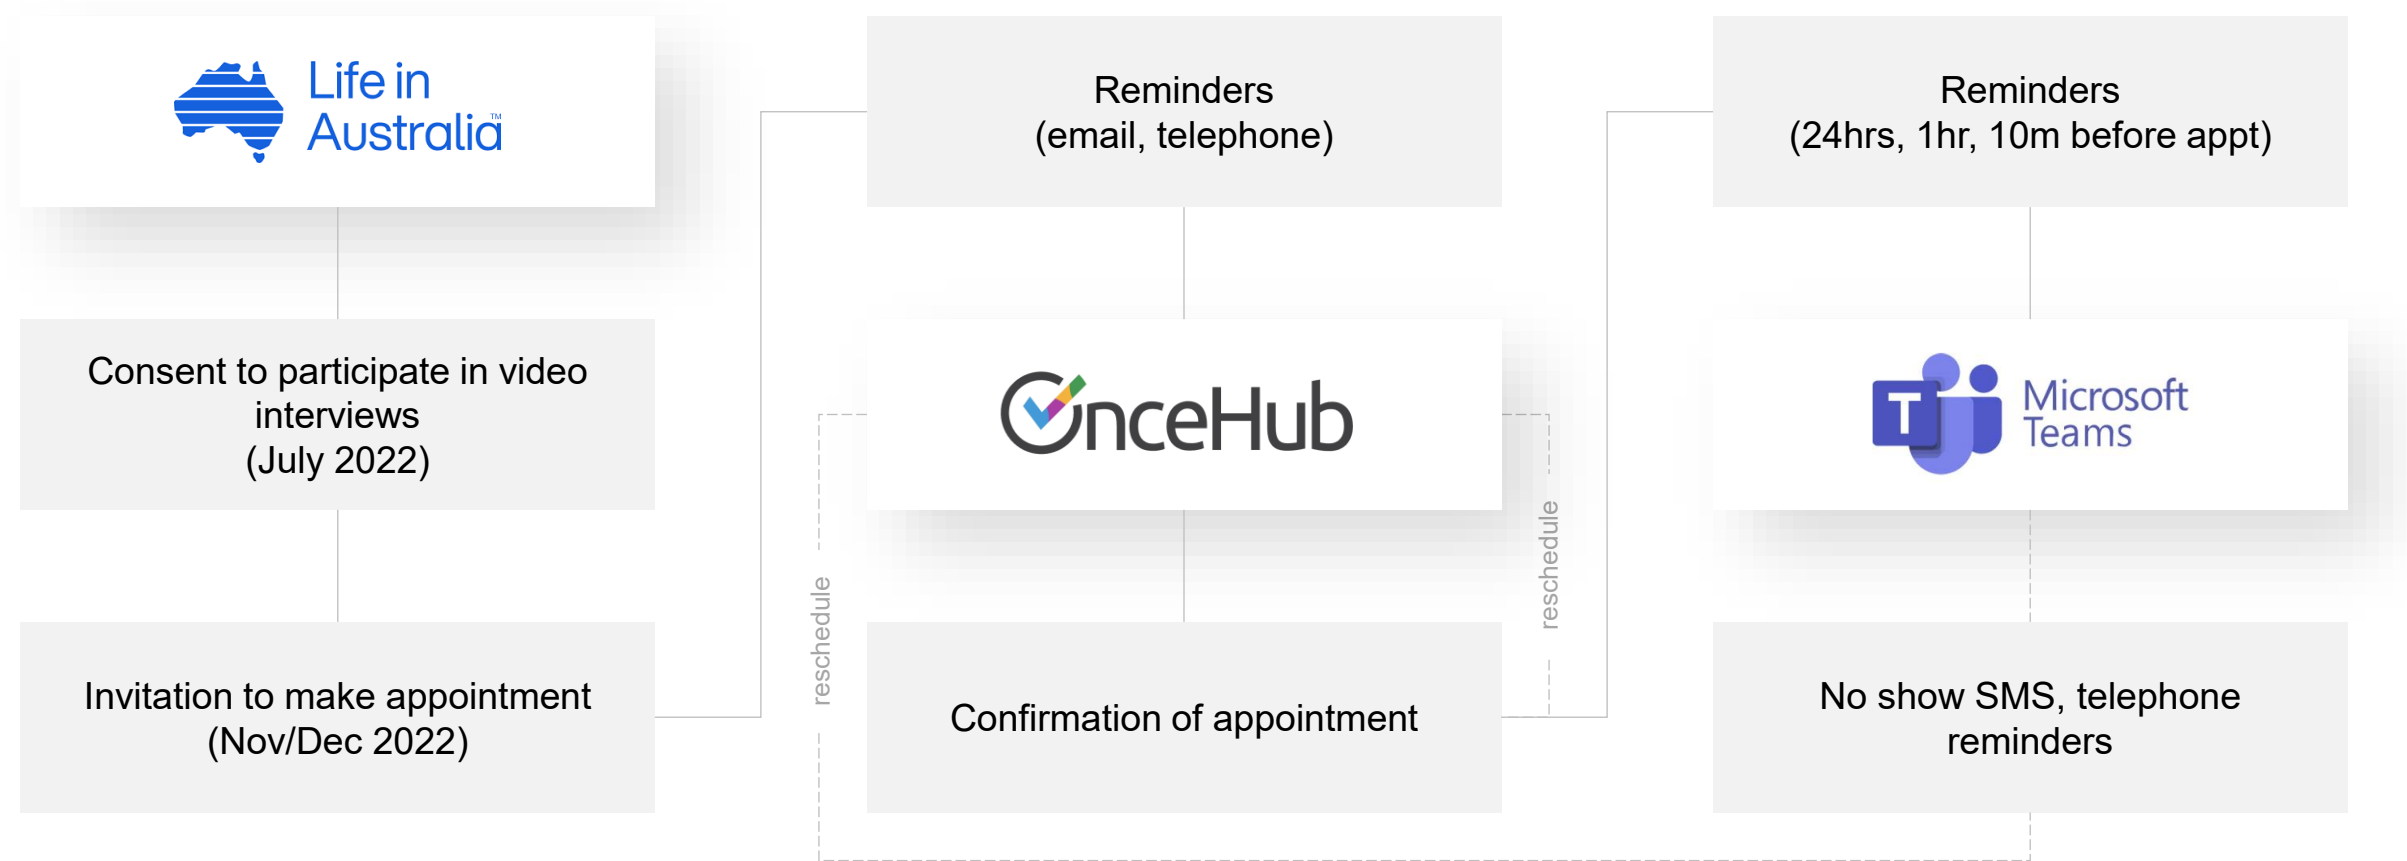 Life in
Australia™
Consent to participate in video
interviews
(July 2022)
Invitation to make appointment
(Nov/Dec 2022)
Reminders
(email, telephone)
OnceHub
reschedule
reschedule
Confirmation of appointment
Reminders
(24hrs, 1hr, 10m before appt)
T
Microsoft
Teams
No show SMS, telephone
reminders